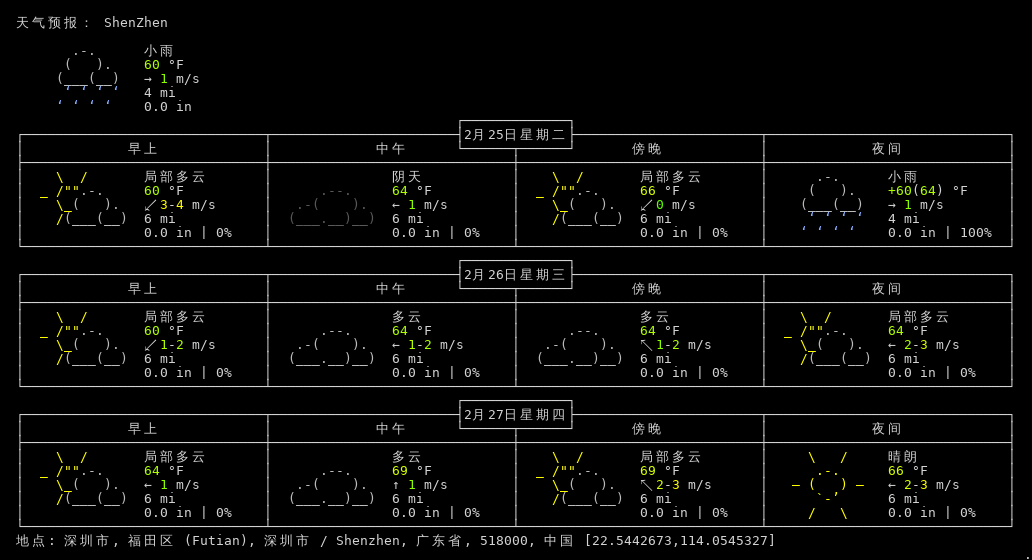 天气预报： ShenZhen
小雨
60 °F
→ 1 m/s
4 mi
0.0 in
2月25日星期二
早上 中午 傍晚 夜间
局部多云 阴天 局部多云 小雨
60 °F 64 °F 66 °F +60(64) °F
↙ 3-4 m/s ← 1 m/s ↙ 0 m/s → 1 m/s
6 mi 6 mi 6 mi 4 mi
0.0 in | 0% 0.0 in | 0% 0.0 in | 0% 0.0 in | 100%
2月26日星期三
早上 中午 傍晚 夜间
局部多云 多云 多云 局部多云
60 °F 64 °F 64 °F 64 °F
↙ 1-2 m/s ← 1-2 m/s ↖ 1-2 m/s ← 2-3 m/s
6 mi 6 mi 6 mi 6 mi
0.0 in | 0% 0.0 in | 0% 0.0 in | 0% 0.0 in | 0%
2月27日星期四
早上 中午 傍晚 夜间
局部多云 多云 局部多云 晴朗
64 °F 69 °F 69 °F 66 °F
← 1 m/s ↑ 1 m/s ↖ 2-3 m/s ← 2-3 m/s
6 mi 6 mi 6 mi 6 mi
0.0 in | 0% 0.0 in | 0% 0.0 in | 0% 0.0 in | 0%
地点: 深圳市, 福田区 (Futian), 深圳市 / Shenzhen, 广东省, 518000, 中国 [22.5442673,114.0545327]